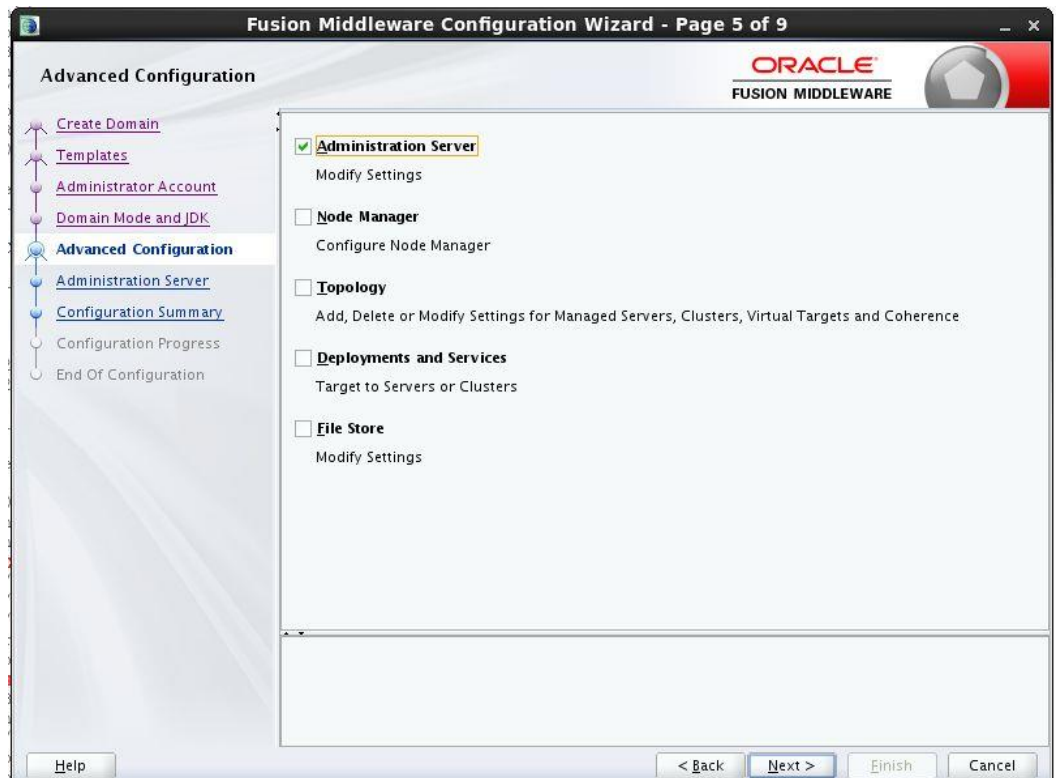 Fusion Middleware Configuration Wizard - Page 5 of 9
Advanced Configuration
ORACLE
FUSION MIDDLEWARE
Create Domain
Templates
Administrator Account
Domain Mode and JDK
Advanced Configuration
Administration Server
Configuration Summary
Configuration Progress
End Of Configuration
Administration Server
Modify Settings
Node Manager
Configure Node Manager
Topology
Add, Delete or Modify Settings for Managed Servers, Clusters, Virtual Targets and Coherence
Deployments and Services
Target to Servers or Clusters
File Store
Modify Settings
Help
< Back
Next >
Finish
Cancel